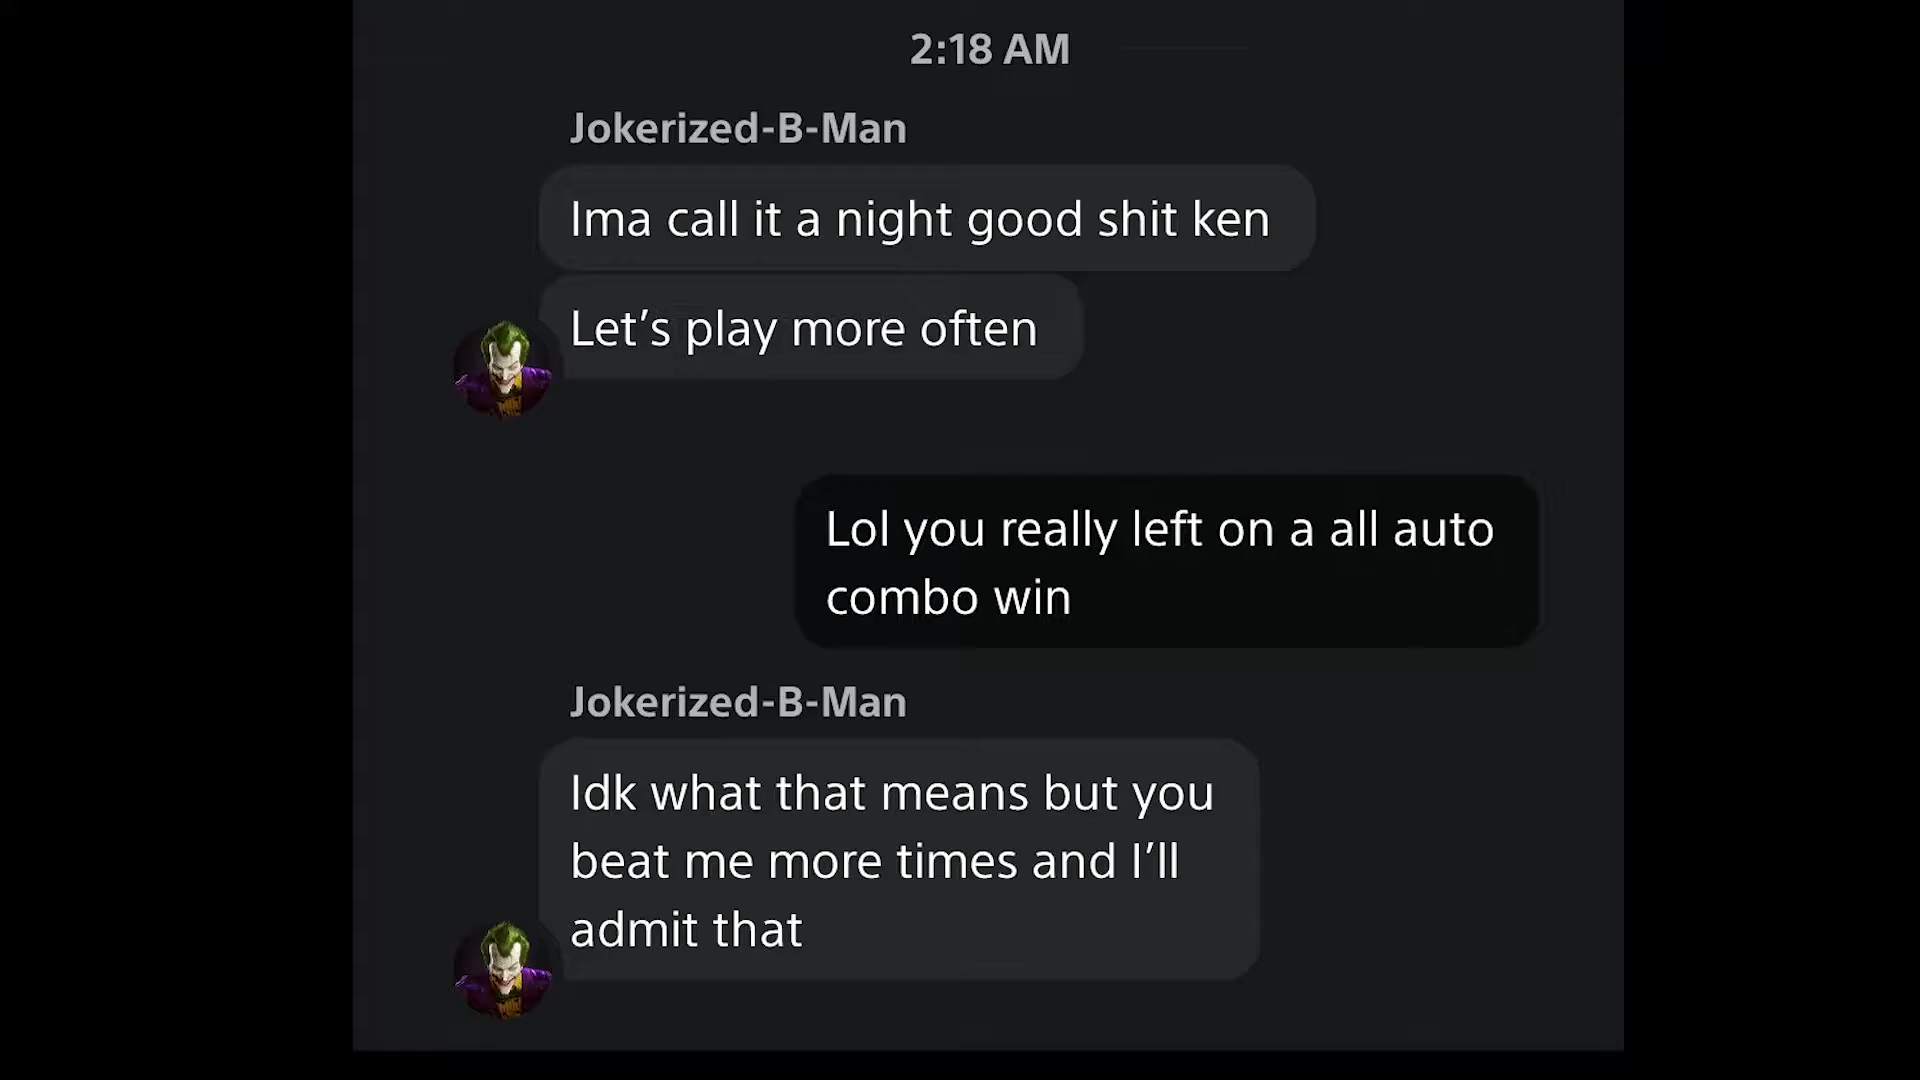 2:18 AM
Jokerized-B-Man
Ima call it a night good shit ken
Let’s play more often
Lol you really left on a all auto
combo win
Jokerized-B-Man
Idk what that means but you
beat me more times and I’ll
admit that